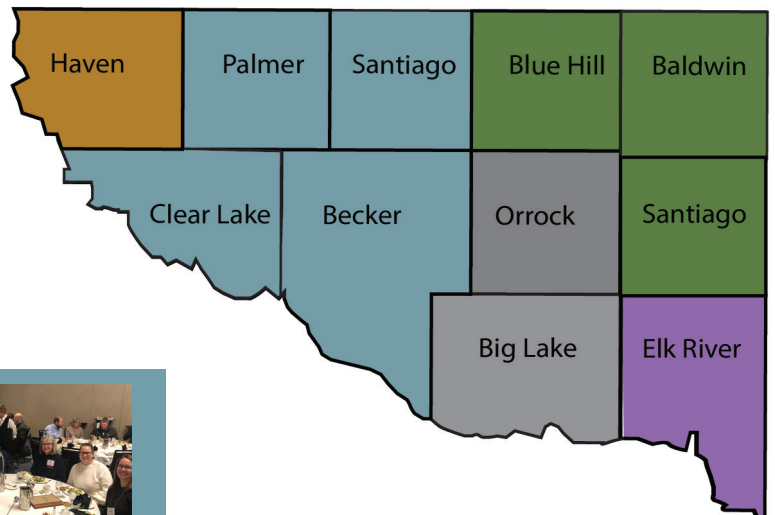 Haven
Palmer
Santiago
Blue Hill
Baldwin
Clear Lake
Becker
Orrock
Santiago
Big Lake
Elk River